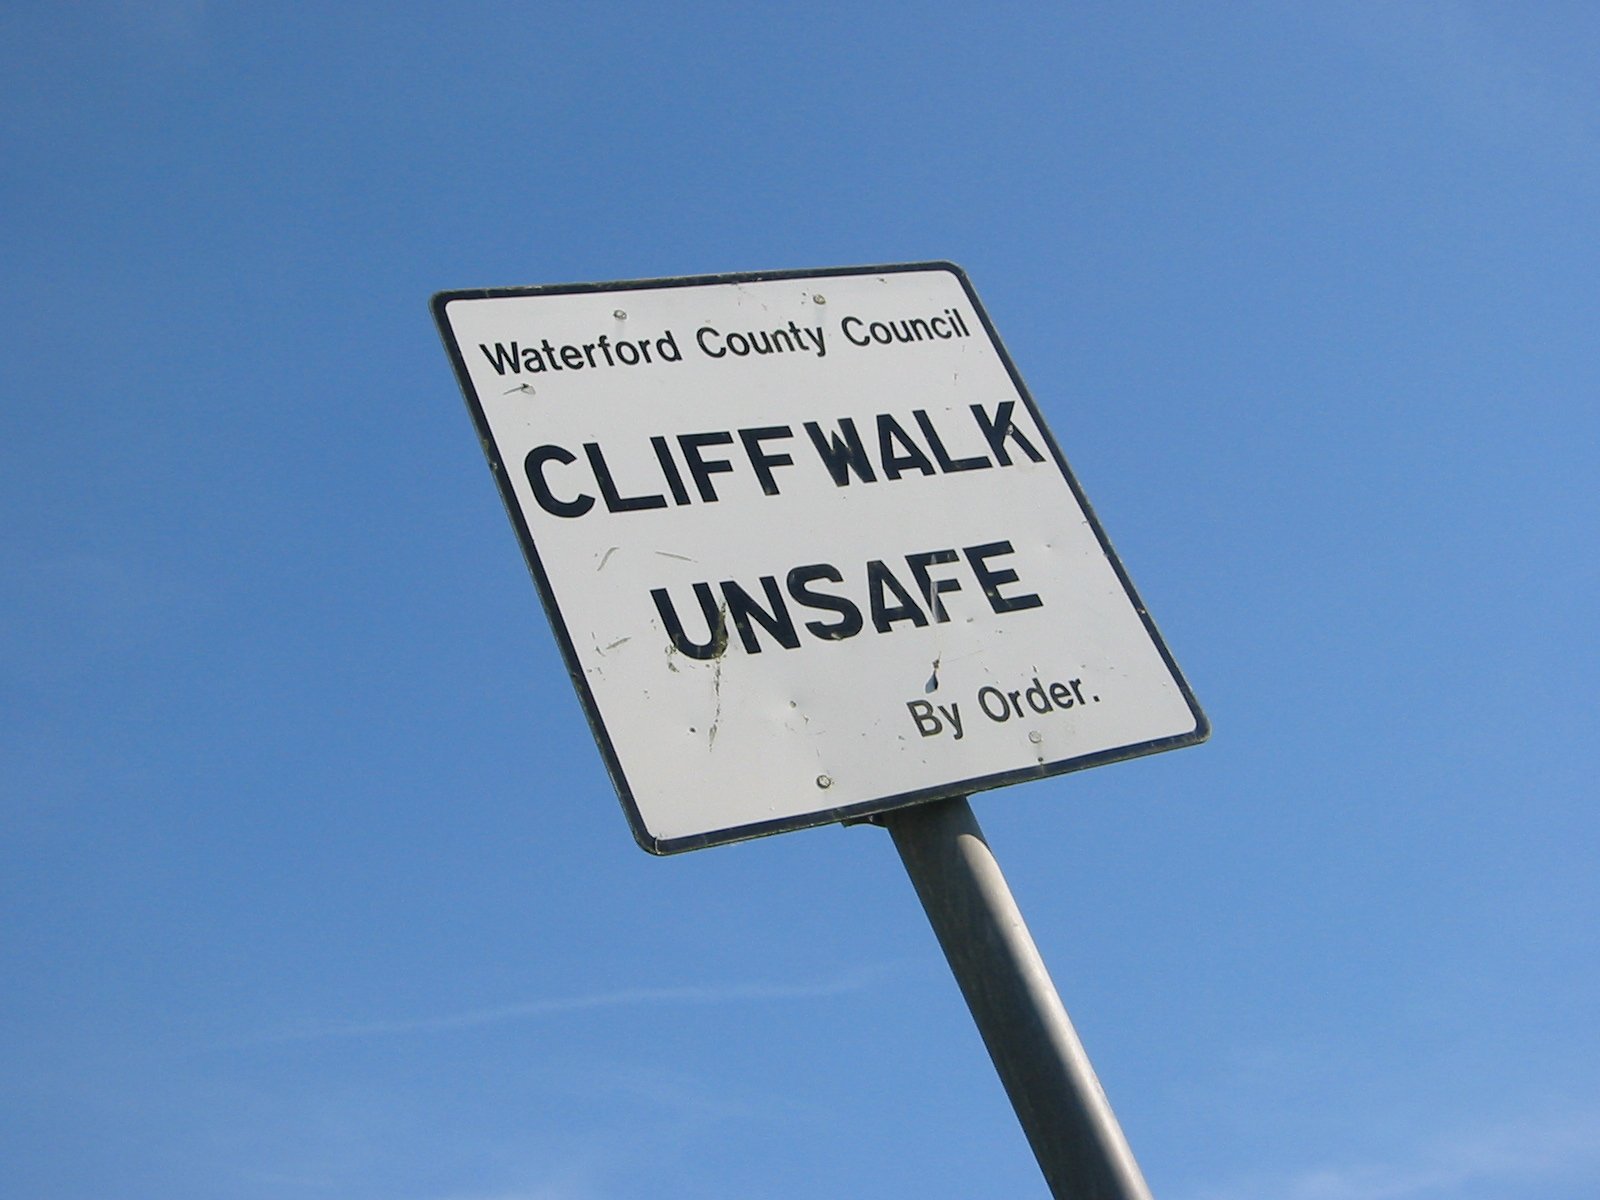 Waterford County Council
CLIFF WALK
UNSAFE
By Order.